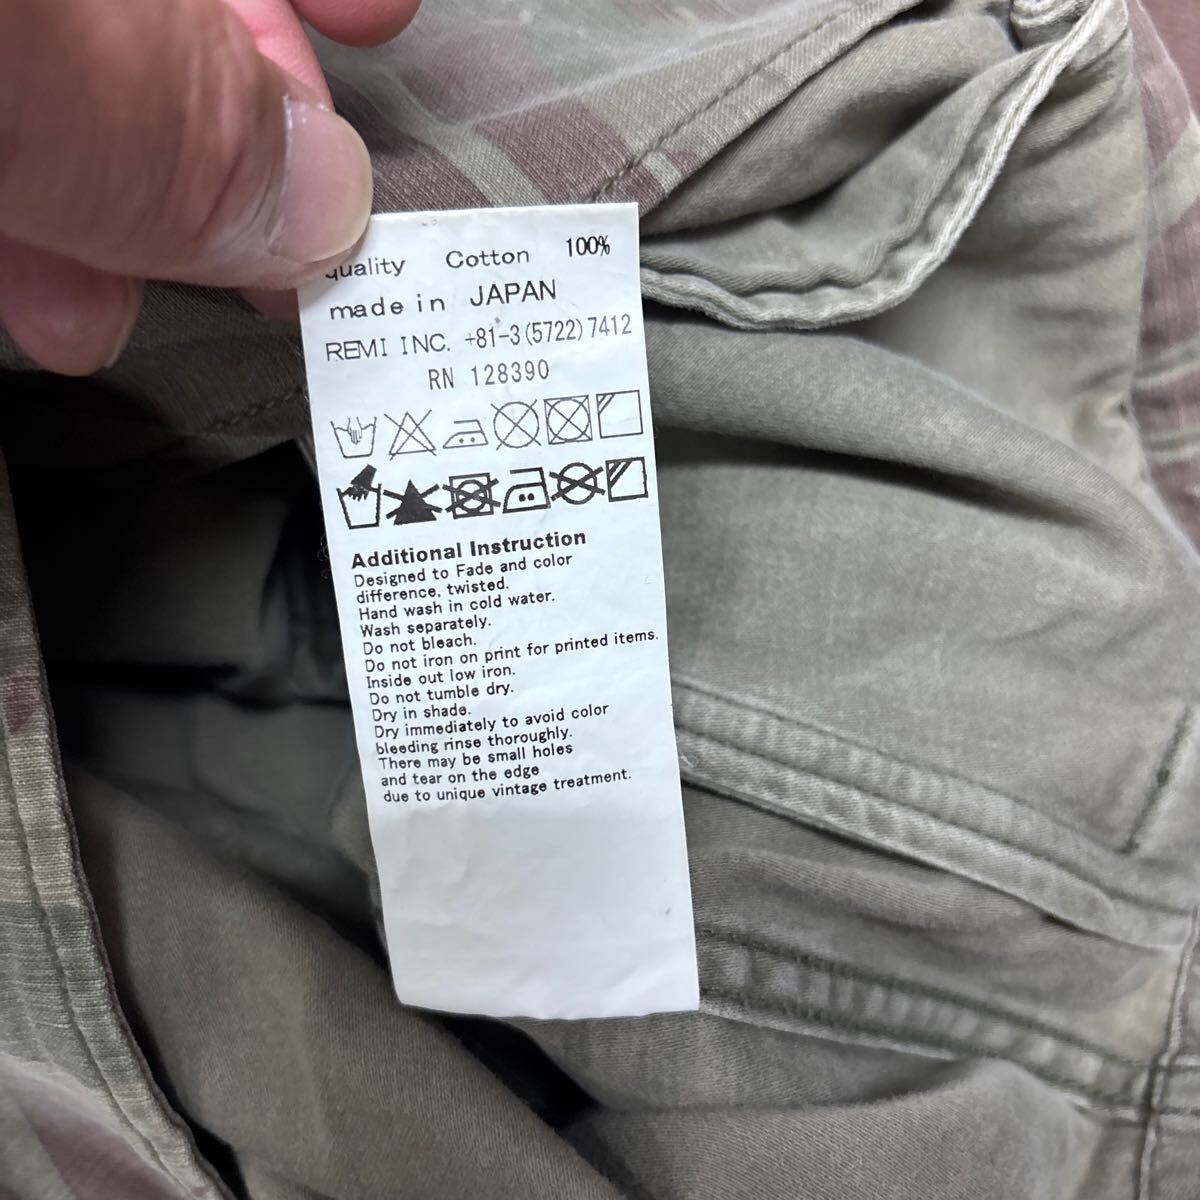 quality Cotton 100%
made in JAPAN
REMI INC. +81-3(5722)7412
RN 128390
Additional Instruction
Designed to Fade and color
difference, twisted.
Hand wash in cold water.
Wash separately.
Do not bleach.
Do not iron on print for printed items.
Inside out low iron.
Do not tumble dry.
Dry in shade.
Dry immediately to avoid color
bleeding rinse thoroughly.
There may be small holes
and tear on the edge
due to unique vintage treatment.